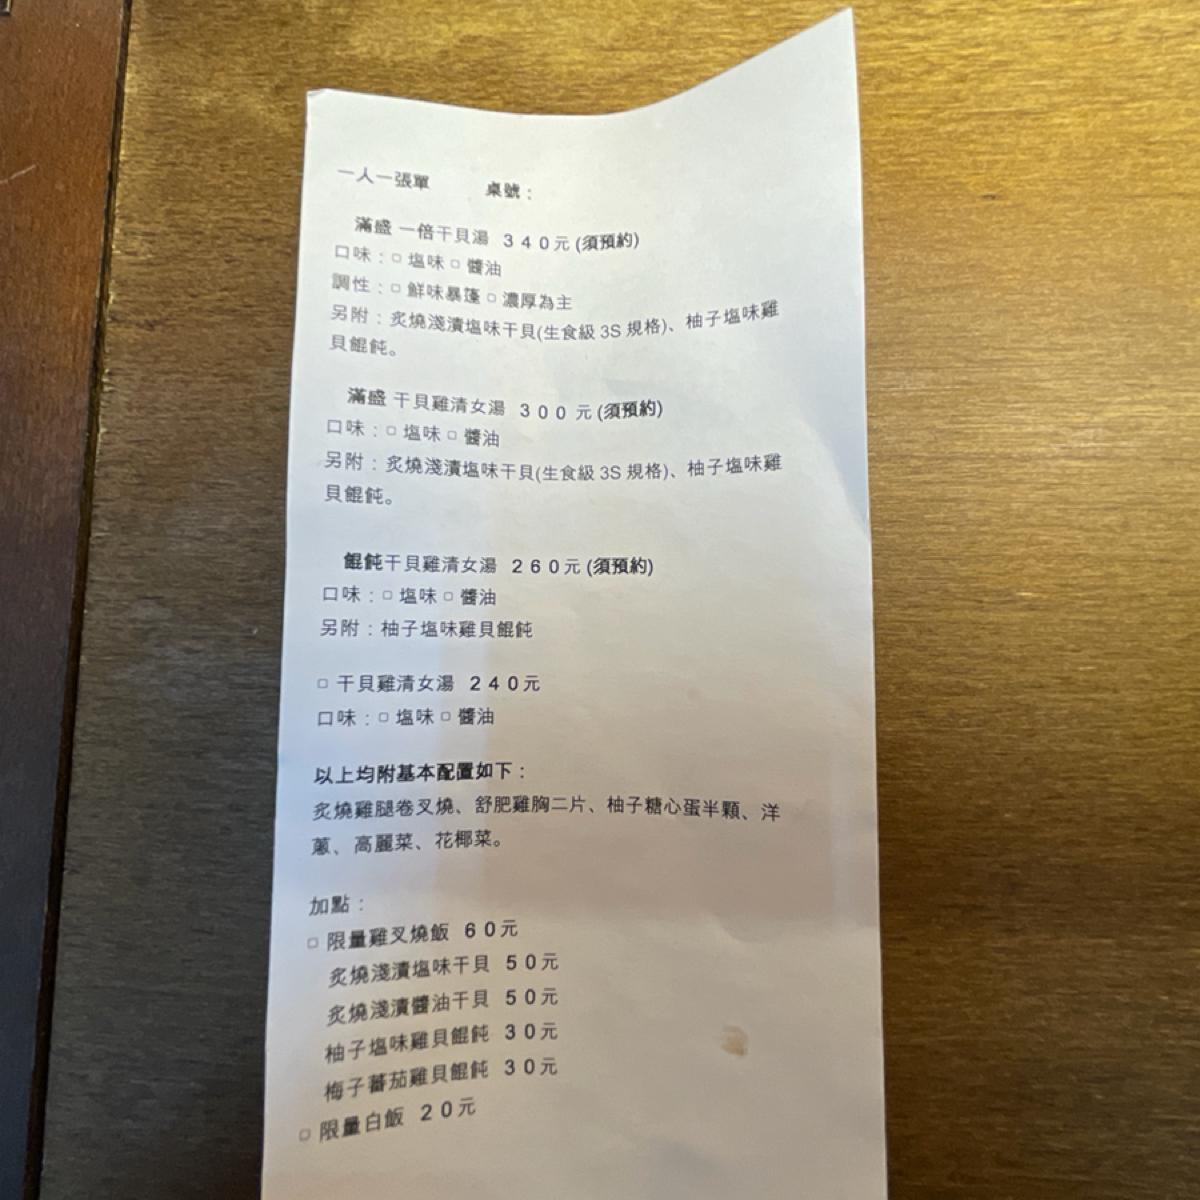 一人一張單 桌號：
滿盛 一倍干貝湯 340元 (須預約)
口味：□ 塩味 □ 醬油
調性：□ 鮮味暴蓬 □ 濃厚為主
另附：炙燒淺漬塩味干貝(生食級 3S 規格)、柚子塩味雞
貝餛飩。
滿盛 干貝雞清女湯 300 元 (須預約)
口味：□ 塩味 □ 醬油
另附：炙燒淺漬塩味干貝(生食級 3S 規格)、柚子塩味雞
貝餛飩。
餛飩干貝雞清女湯 260元 (須預約)
口味：□ 塩味 □ 醬油
另附：柚子塩味雞貝餛飩
□ 干貝雞清女湯 240元
口味：□ 塩味 □ 醬油
以上均附基本配置如下：
炙燒雞腿卷叉燒、舒肥雞胸二片、柚子糖心蛋半顆、洋
蔥、高麗菜、花椰菜。
加點：
□ 限量雞叉燒飯 60元
炙燒淺漬塩味干貝 50元
炙燒淺漬醬油干貝 50元
柚子塩味雞貝餛飩 30元
梅子蕃茄雞貝餛飩 30元
□ 限量白飯 20元